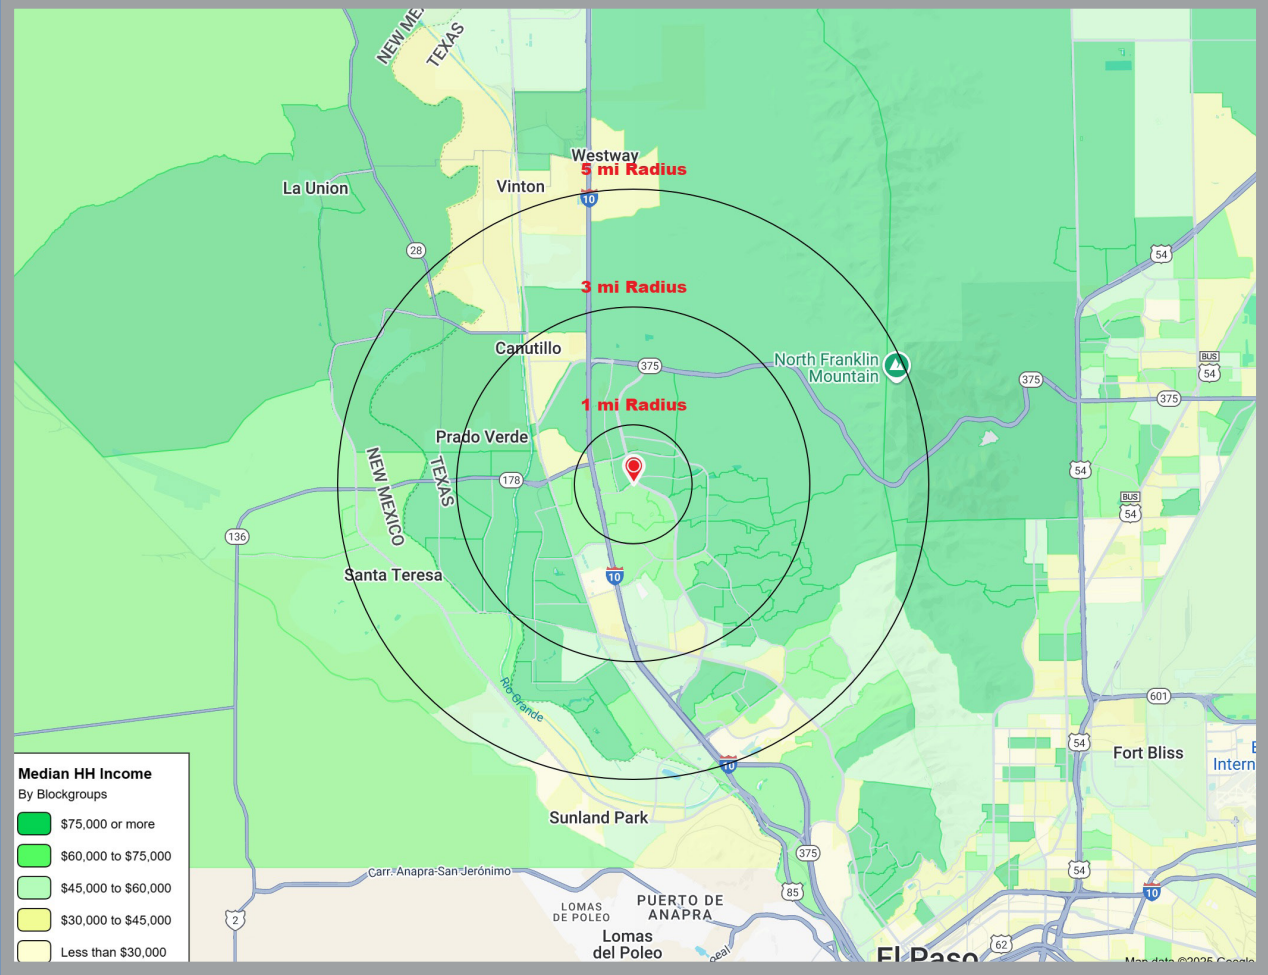 NEW ME
TEXAS
Westway
5 mi Radius
La Union
Vinton
10
28
54
3 mi Radius
Canutillo
375
North Franklin
Mountain
375
BUS
54
375
1 mi Radius
Prado Verde
NEW MEXICO
TEXAS
178
54
BUS
54
136
Santa Teresa
10
Rio Grande
601
54
Fort Bliss
Intern
10
Median HH Income
By Blockgroups
$75,000 or more
$60,000 to $75,000
$45,000 to $60,000
$30,000 to $45,000
Less than $30,000
Sunland Park
375
Carr. Anapra-San Jerónimo
54
85
10
2
LOMAS
DE POLEO
PUERTO DE
ANAPRA
Lomas
del Poleo
62
El Paso
Map data ©2025 Google